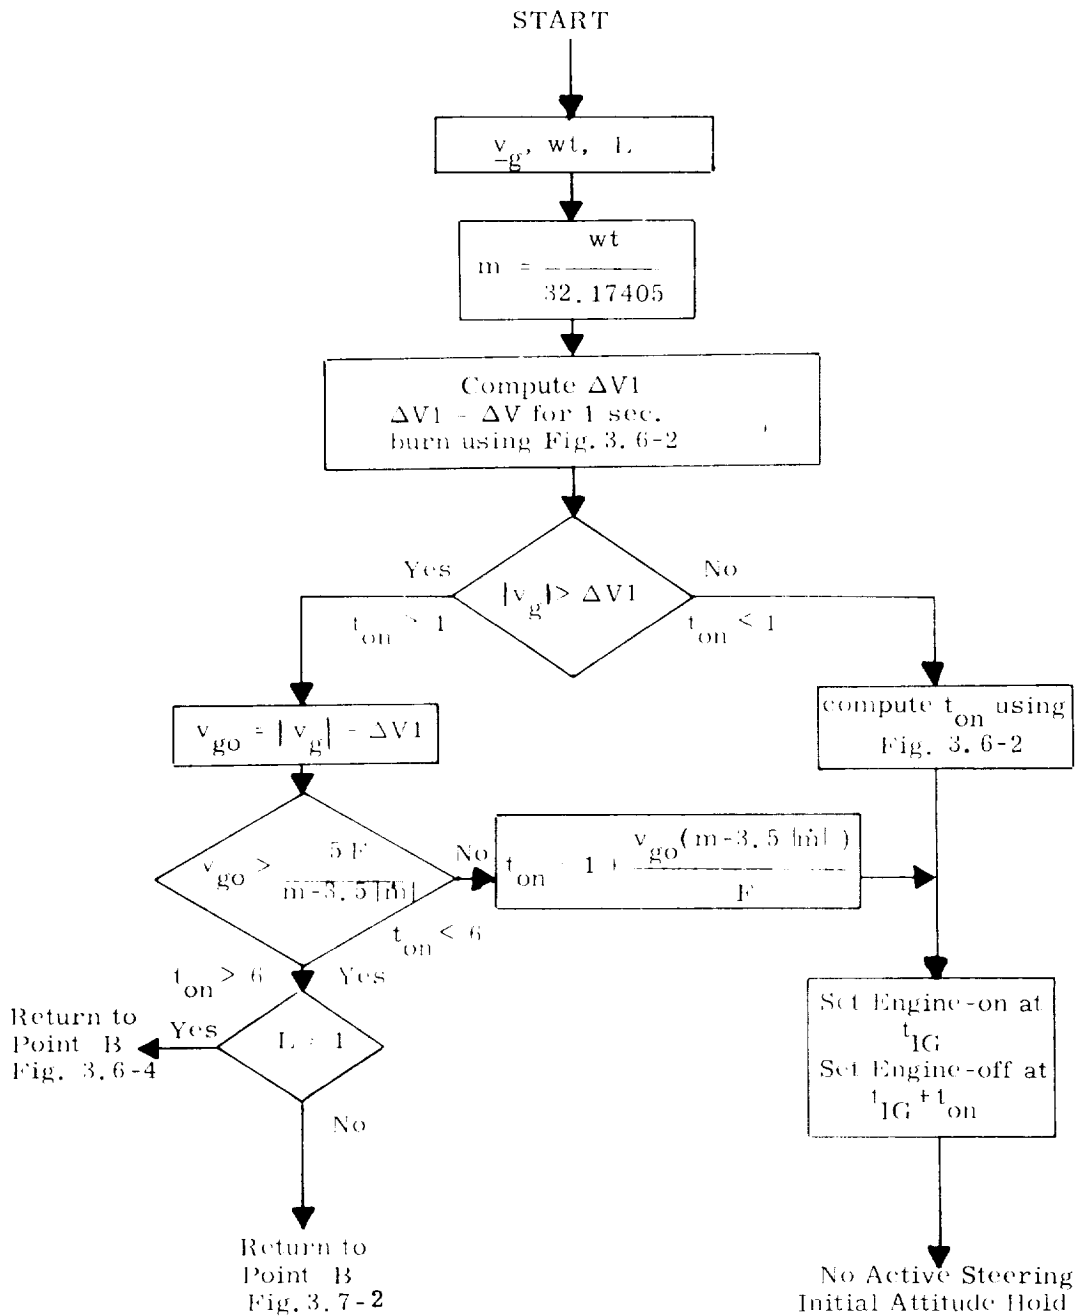 START
v_g, wt, L
m = wt / 32.17405
Compute ΔV1
ΔV1 - ΔV for 1 sec.
burn using Fig. 3.6-2
Yes
No
|v_g| > ΔV1
t_on > 1
t_on < 1
v_go = |v_g| - ΔV1
compute t_on using
Fig. 3.6-2
v_go > 5 F / m-3.5|ṁ|
No
t_on 1 + v_go(m-3.5|ṁ|) / F
t_on < 6
t_on > 6
Yes
Return to
Point B
Fig. 3.6-4
Yes
L = 1
No
Set Engine-on at
t_IG
Set Engine-off at
t_IG + t_on
Return to
Point B
Fig. 3.7-2
No Active Steering
Initial Attitude Hold